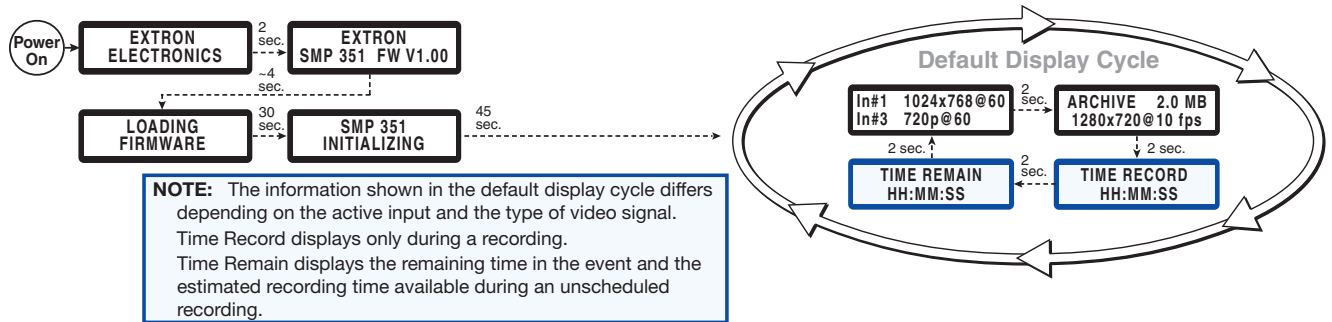 Power
On
EXTRON
ELECTRONICS
2
sec.
EXTRON
SMP 351 FW V1.00
~4
sec.
LOADING
FIRMWARE
30
sec.
SMP 351
INITIALIZING
45
sec.
NOTE: The information shown in the default display cycle differs
depending on the active input and the type of video signal.
Time Record displays only during a recording.
Time Remain displays the remaining time in the event and the
estimated recording time available during an unscheduled
recording.
Default Display Cycle
In#1 1024x768@60
In#3 720p@60
2
sec.
ARCHIVE 2.0 MB
1280x720@10 fps
2 sec.
TIME RECORD
HH:MM:SS
2
sec.
TIME REMAIN
HH:MM:SS
2 sec.